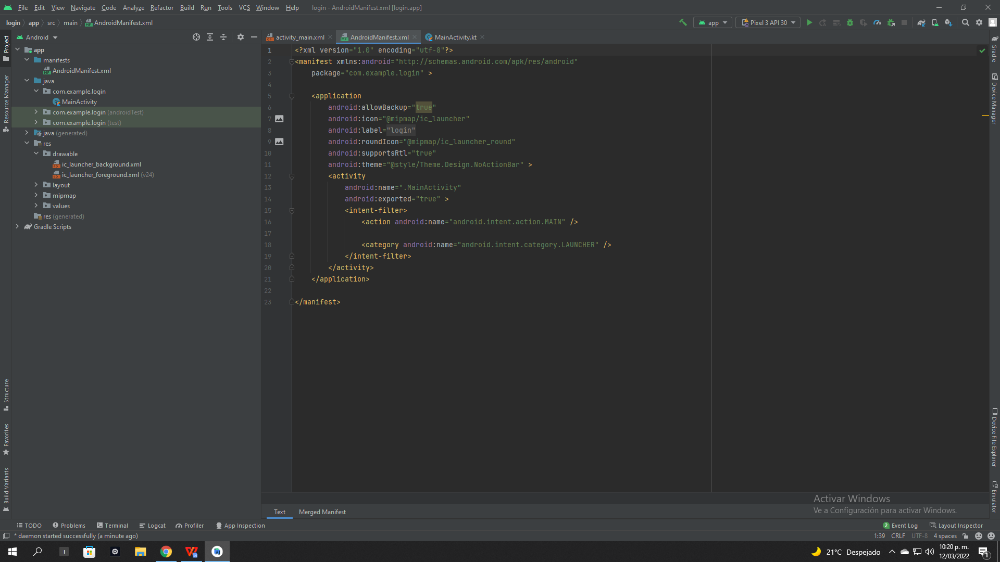 File Edit View Navigate Code Analyze Refactor Build Run Tools VCS Window Help login - AndroidManifest.xml [login.app]
login app src main AndroidManifest.xml app Pixel 3 API 30
Android activity_main.xml AndroidManifest.xml MainActivity.kt
Project
Resource Manager
Structure
Favorites
Build Variants
app
manifests
AndroidManifest.xml
java
com.example.login
MainActivity
com.example.login (androidTest)
com.example.login (test)
java (generated)
res
drawable
ic_launcher_background.xml
ic_launcher_foreground.xml (v24)
layout
mipmap
values
res (generated)
Gradle Scripts
1 <?xml version="1.0" encoding="utf-8"?>
2 <manifest xmlns:android="http://schemas.android.com/apk/res/android"
3 package="com.example.login" >
4
5 <application
6 android:allowBackup="true"
7 android:icon="@mipmap/ic_launcher"
8 android:label="login"
9 android:roundIcon="@mipmap/ic_launcher_round"
10 android:supportsRtl="true"
11 android:theme="@style/Theme.Design.NoActionBar" >
12 <activity
13 android:name=".MainActivity"
14 android:exported="true" >
15 <intent-filter>
16 <action android:name="android.intent.action.MAIN" />
17
18 <category android:name="android.intent.category.LAUNCHER" />
19 </intent-filter>
20 </activity>
21 </application>
22
23 </manifest>
Gradle
Device Manager
Device File Explorer
Emulator
Activar Windows
Ve a Configuración para activar Windows.
Text Merged Manifest
TODO Problems Terminal Logcat Profiler App Inspection 2 Event Log Layout Inspector
* daemon started successfully (a minute ago) 1:39 CRLF UTF-8 4 spaces
21°C Despejado 10:20 p. m.
12/03/2022
1